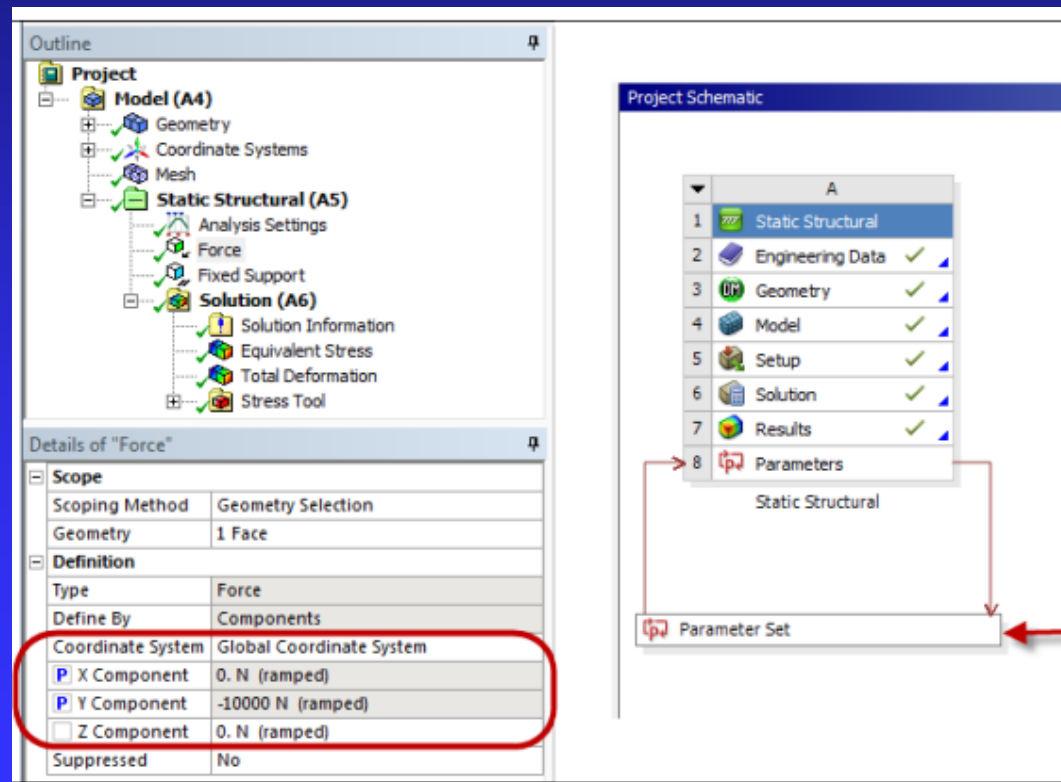 Outline
Project
Model (A4)
Geometry
Coordinate Systems
Mesh
Static Structural (A5)
Analysis Settings
Force
Fixed Support
Solution (A6)
Solution Information
Equivalent Stress
Total Deformation
Stress Tool
Details of "Force"
Scope
Scoping Method Geometry Selection
Geometry 1 Face
Definition
Type Force
Define By Components
Coordinate System Global Coordinate System
P X Component 0. N (ramped)
P Y Component -10000 N (ramped)
Z Component 0. N (ramped)
Suppressed No
Project Schematic
A
1 Static Structural
2 Engineering Data
3 DM Geometry
4 Model
5 Setup
6 Solution
7 Results
8 p Parameters
Static Structural
p Parameter Set